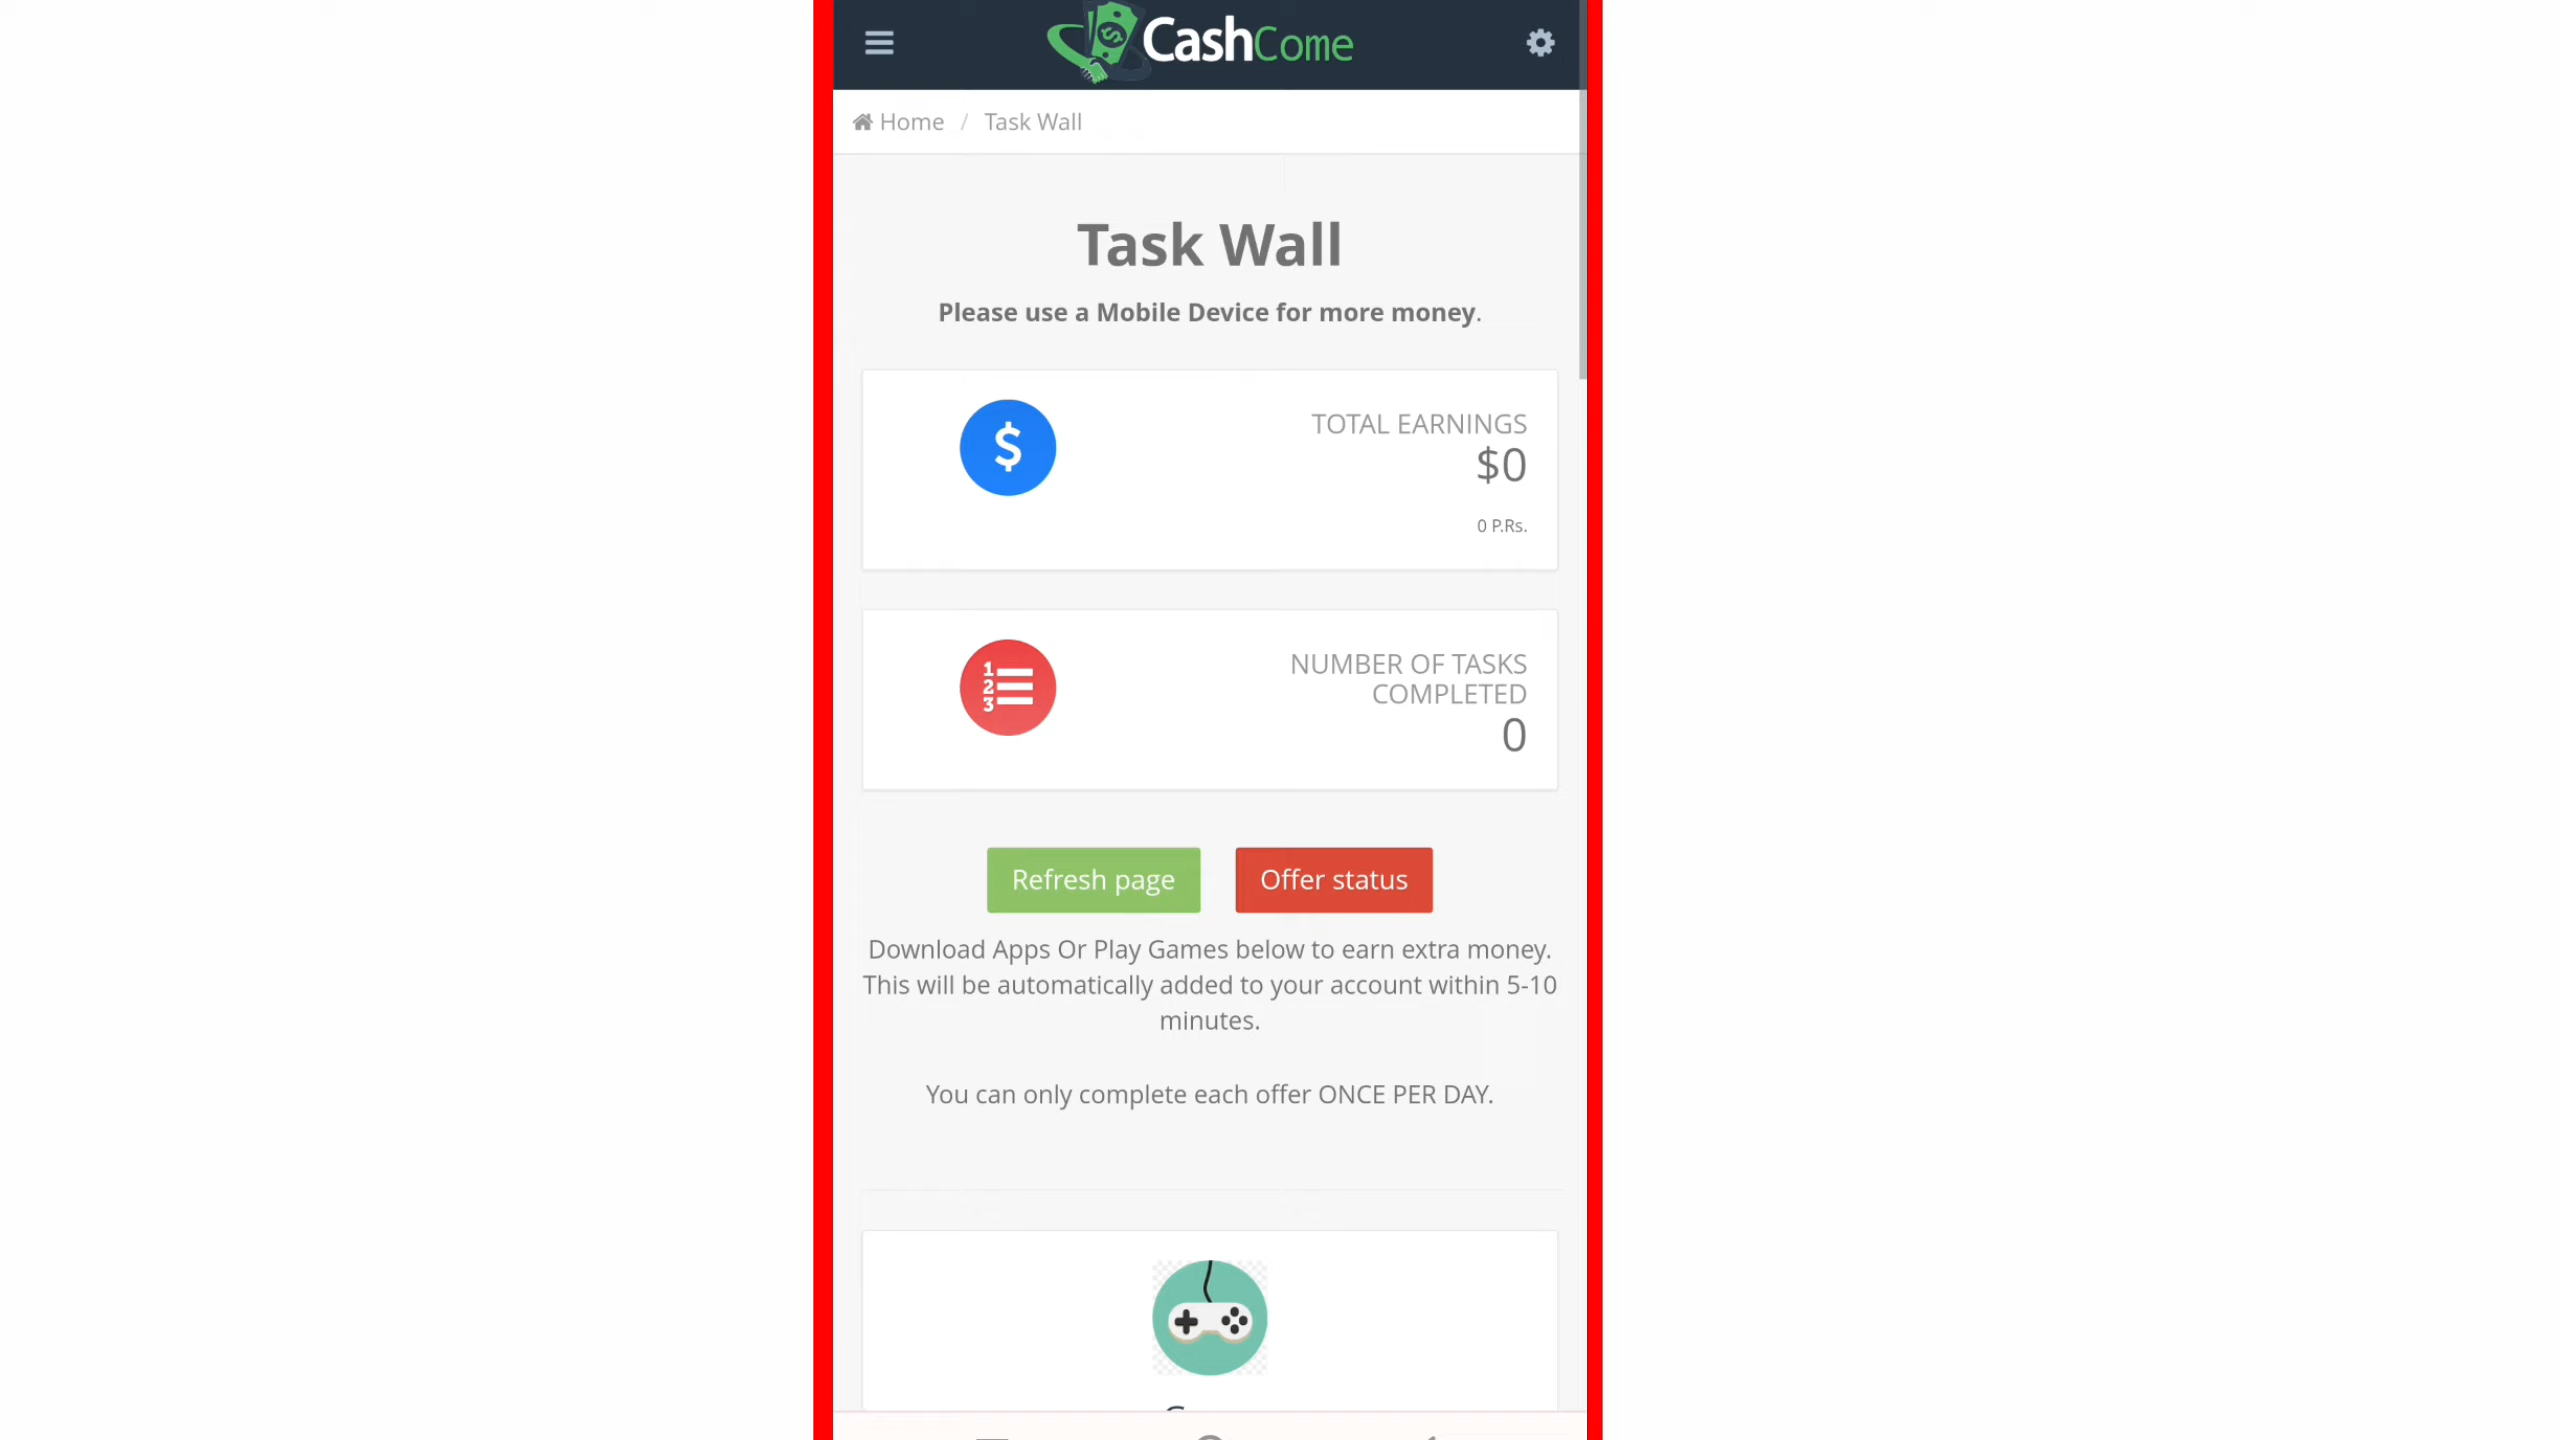 CashCome
Home / Task Wall
Task Wall
Please use a Mobile Device for more money.
$
TOTAL EARNINGS
$0
0 P.Rs.
1
2
3
NUMBER OF TASKS
COMPLETED
0
Refresh page
Offer status
Download Apps Or Play Games below to earn extra money.
This will be automatically added to your account within 5-10
minutes.
You can only complete each offer ONCE PER DAY.